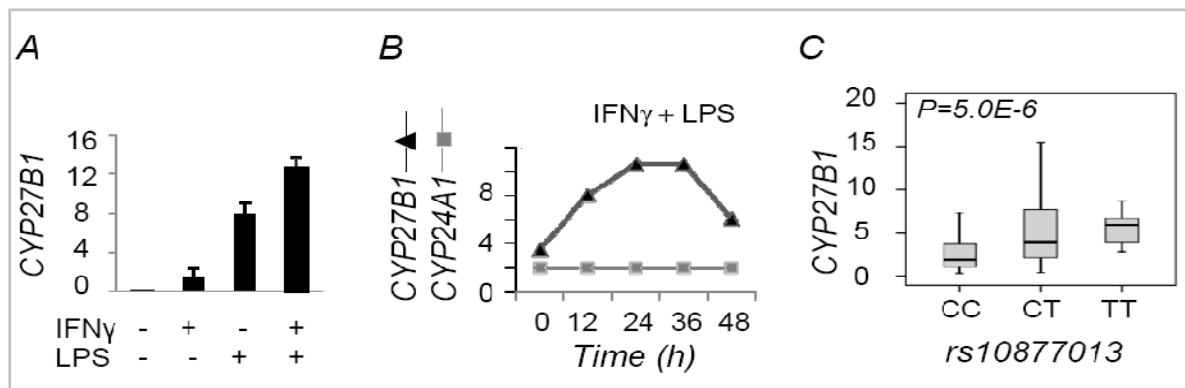 A
CYP27B1
16
12
8
4
0
IFNγ - + - +
LPS - - + +
B
CYP27B1
CYP24A1
IFNγ + LPS
8
4
0
0 12 24 36 48
Time (h)
C
CYP27B1
20
15
10
5
0
P=5.0E-6
CC CT TT
rs10877013